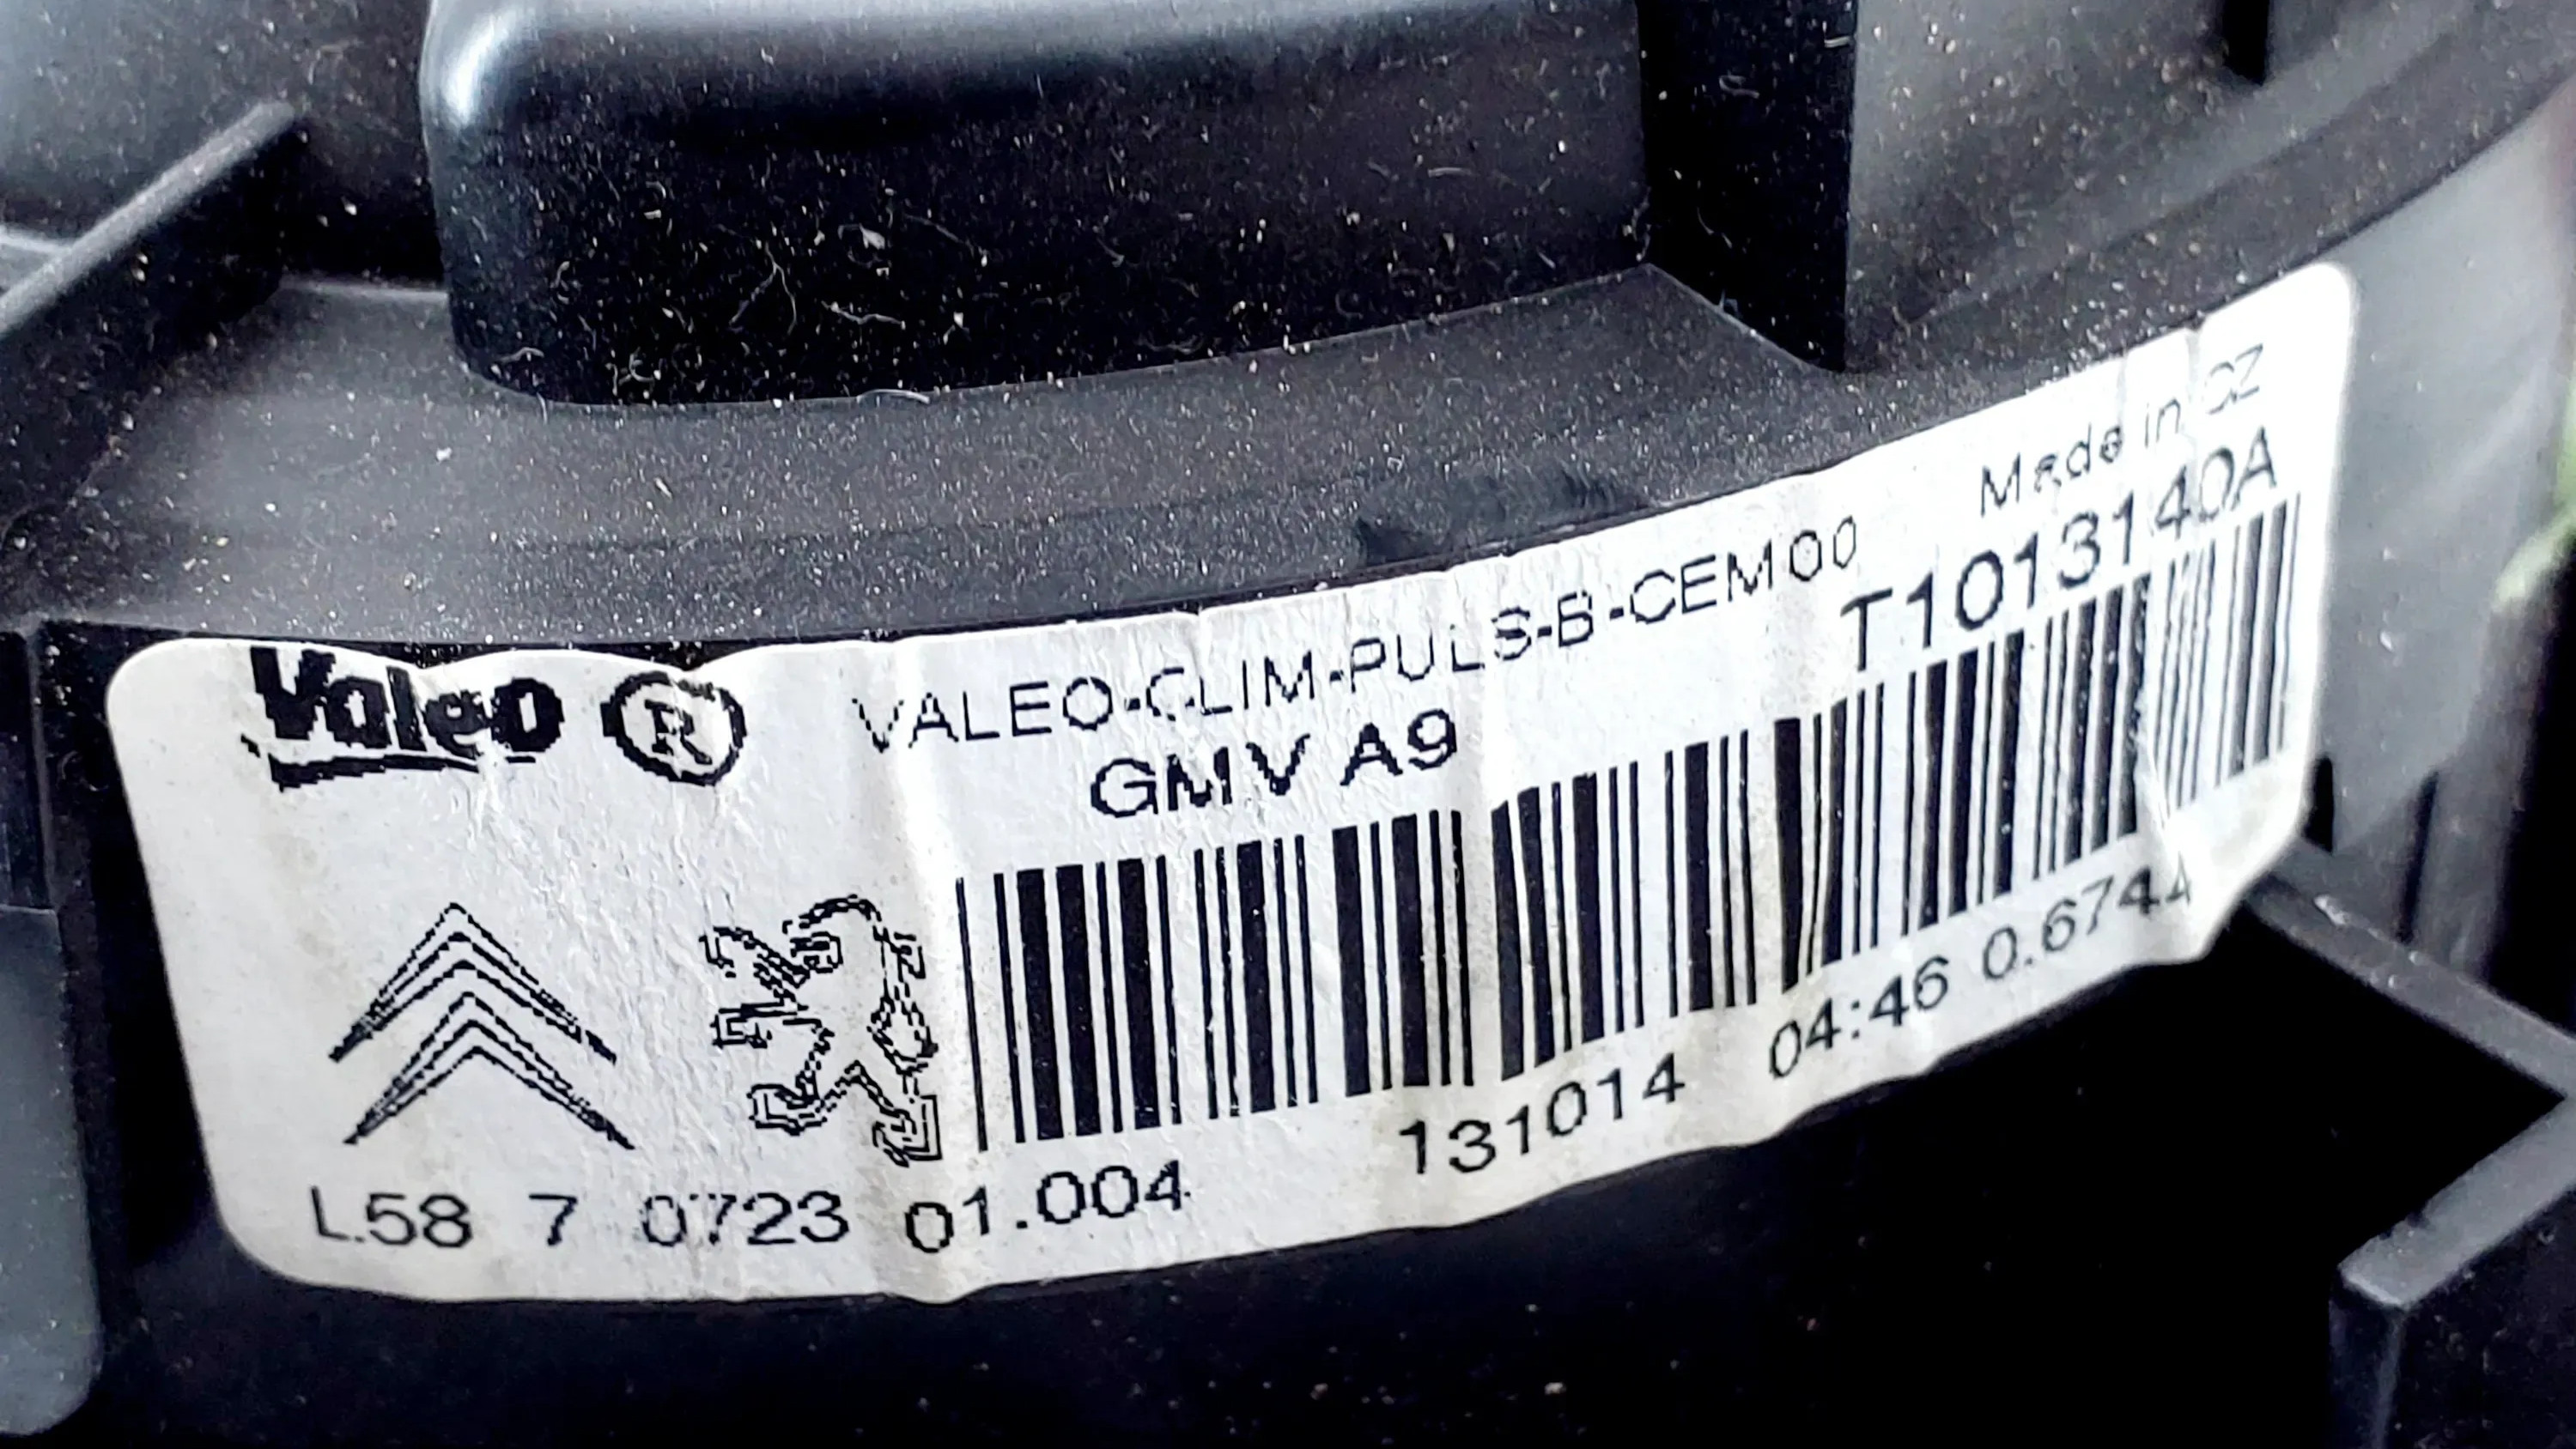 Valeo ® VALEO-CLIM-PULS-B-CEM00 Made in CZ
GMV A9 T1013140A
L58 7 0723 01.004 131014 04:46 0.674A